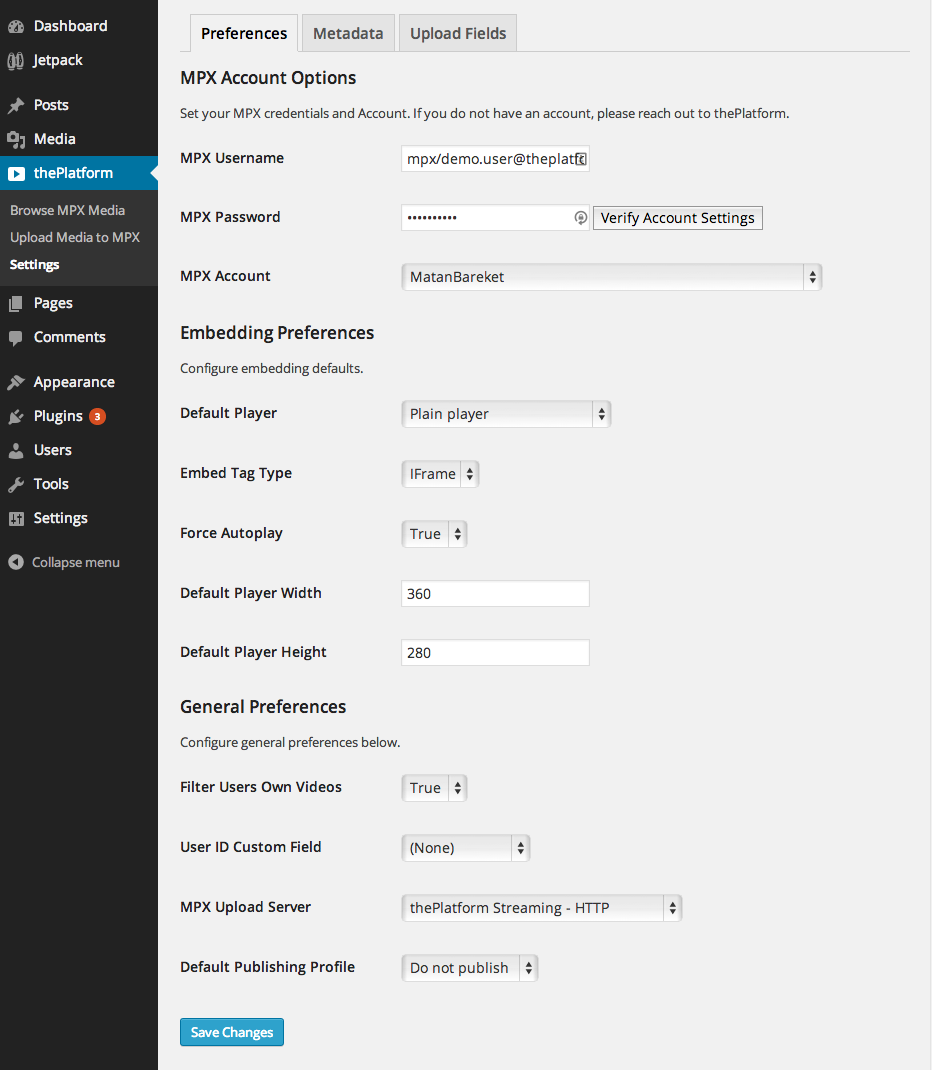 Dashboard
Jetpack
Posts
Media
thePlatform
Browse MPX Media
Upload Media to MPX
Settings
Pages
Comments
Appearance
Plugins 3
Users
Tools
Settings
Collapse menu
Preferences Metadata Upload Fields
MPX Account Options
Set your MPX credentials and Account. If you do not have an account, please reach out to thePlatform.
MPX Username mpx/demo.user@theplatf
MPX Password •••••••••• Verify Account Settings
MPX Account MatanBareket
Embedding Preferences
Configure embedding defaults.
Default Player Plain player
Embed Tag Type IFrame
Force Autoplay True
Default Player Width 360
Default Player Height 280
General Preferences
Configure general preferences below.
Filter Users Own Videos True
User ID Custom Field (None)
MPX Upload Server thePlatform Streaming - HTTP
Default Publishing Profile Do not publish
Save Changes